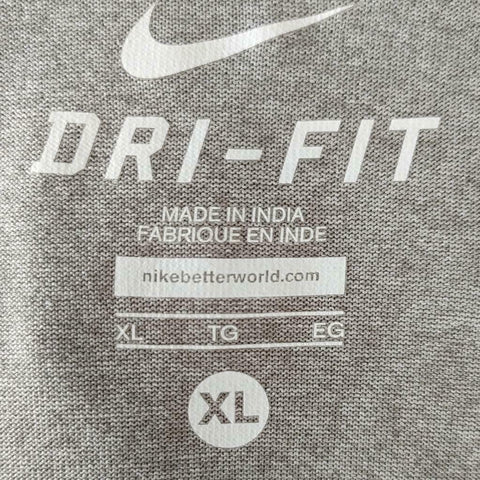 DRI-FIT
MADE IN INDIA
FABRIQUE EN INDE
nikebetterworld.com
XL TG EG
XL